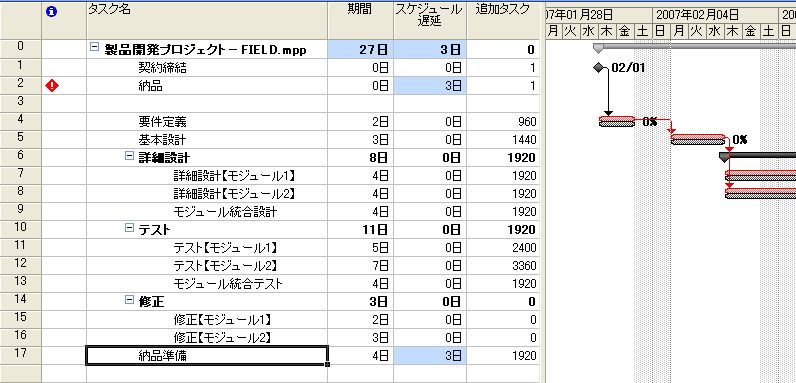 タスク名 期間 スケジュール遅延 追加タスク 07年01月28日 2007年02月04日 200
月 火 水 木 金 土 日 月 火 水 木 金 土 日 月
0 製品開発プロジェクト－FIELD.mpp 27日 3日 0
1 契約締結 0日 0日 1 02/01
2 納品 0日 3日 1
3
4 要件定義 2日 0日 960 0%
5 基本設計 3日 0日 1440 0%
6 詳細設計 8日 0日 1920
7 詳細設計【モジュール1】 4日 0日 1920
8 詳細設計【モジュール2】 4日 0日 1920
9 モジュール統合設計 4日 0日 1920
10 テスト 11日 0日 1920
11 テスト【モジュール1】 5日 0日 2400
12 テスト【モジュール2】 7日 0日 3360
13 モジュール統合テスト 4日 0日 1920
14 修正 3日 0日 0
15 修正【モジュール1】 2日 0日 0
16 修正【モジュール2】 3日 0日 0
17 納品準備 4日 3日 1920